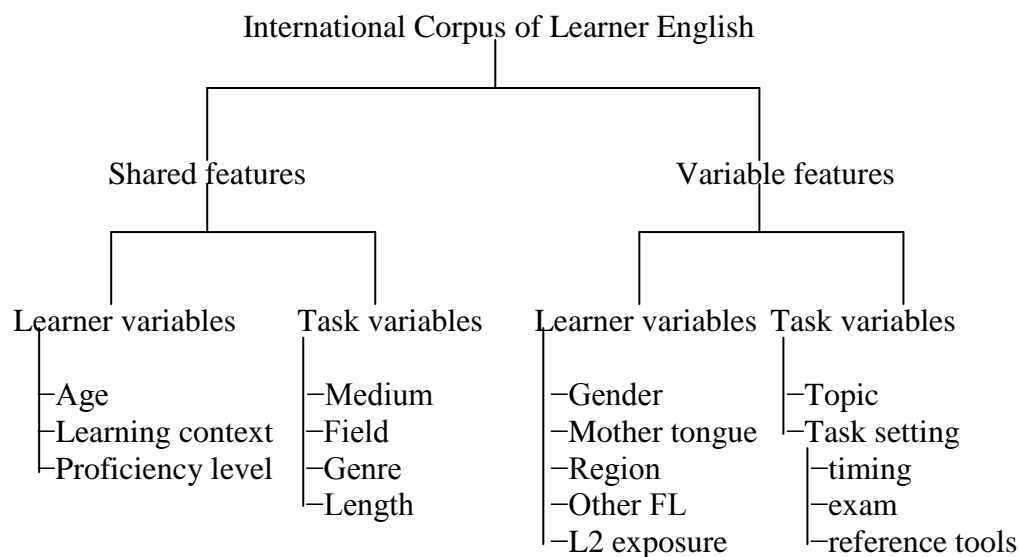 International Corpus of Learner English
Shared features
Variable features
Learner variables
Task variables
Learner variables
Task variables
Age
Learning context
Proficiency level
Medium
Field
Genre
Length
Gender
Mother tongue
Region
Other FL
L2 exposure
Topic
Task setting
timing
exam
reference tools